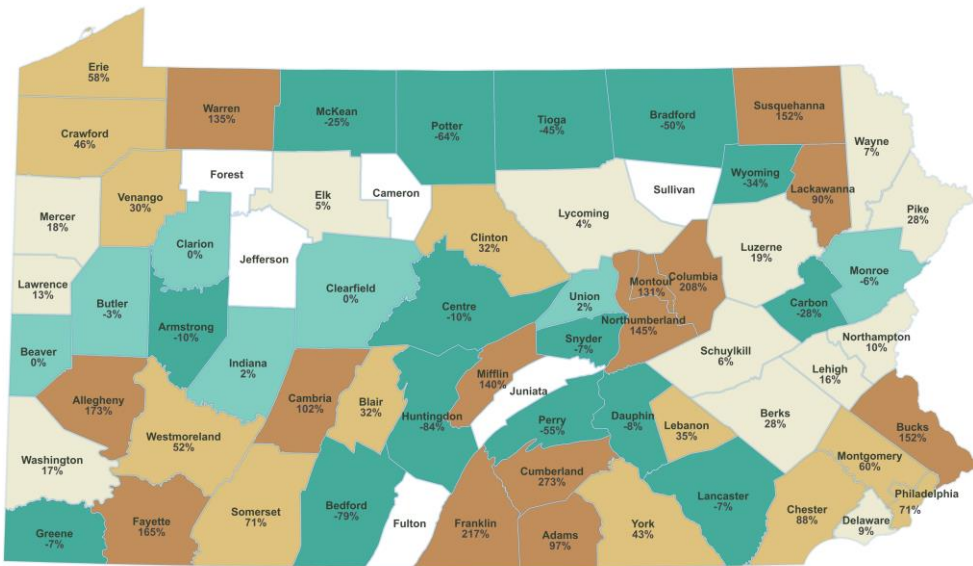 Erie
58%
Warren
135%
McKean
-25%
Potter
-64%
Tioga
-45%
Bradford
-50%
Susquehanna
152%
Wayne
7%
Crawford
46%
Forest
Venango
30%
Elk
5%
Cameron
Sullivan
Wyoming
-34%
Lackawanna
90%
Pike
28%
Mercer
18%
Clarion
0%
Jefferson
Clinton
32%
Lycoming
4%
Luzerne
19%
Monroe
-6%
Lawrence
13%
Butler
-3%
Armstrong
-10%
Clearfield
0%
Centre
-10%
Union
2%
Montour
131%
Columbia
208%
Northumberland
145%
Carbon
-28%
Northampton
10%
Beaver
0%
Indiana
2%
Snyder
-7%
Schuylkill
6%
Lehigh
16%
Allegheny
173%
Westmoreland
52%
Cambria
102%
Blair
32%
Huntingdon
-84%
Mifflin
140%
Juniata
Perry
-55%
Dauphin
-8%
Lebanon
35%
Berks
28%
Bucks
152%
Montgomery
60%
Washington
17%
Greene
-7%
Fayette
165%
Somerset
71%
Bedford
-79%
Fulton
Franklin
217%
Cumberland
273%
Adams
97%
York
43%
Lancaster
-7%
Chester
88%
Delaware
9%
Philadelphia
71%